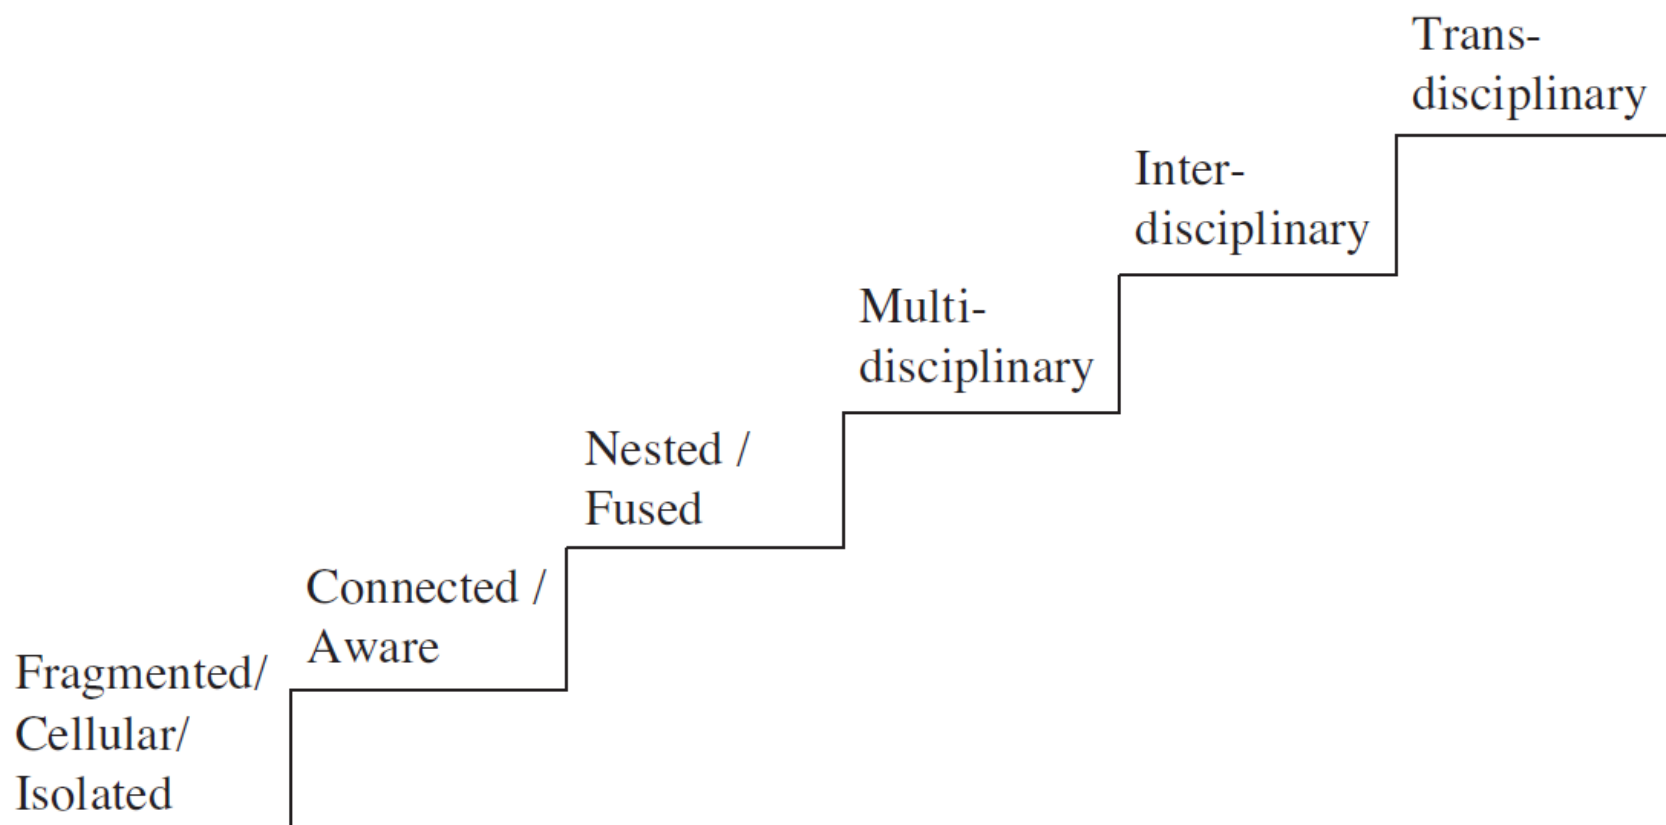 Trans-
disciplinary
Inter-
disciplinary
Multi-
disciplinary
Nested /
Fused
Connected /
Aware
Fragmented/
Cellular/
Isolated